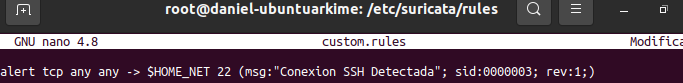 root@daniel-ubuntuarkime: /etc/suricata/rules
GNU nano 4.8 custom.rules Modifica
alert tcp any any -> $HOME_NET 22 (msg:"Conexion SSH Detectada"; sid:0000003; rev:1;)